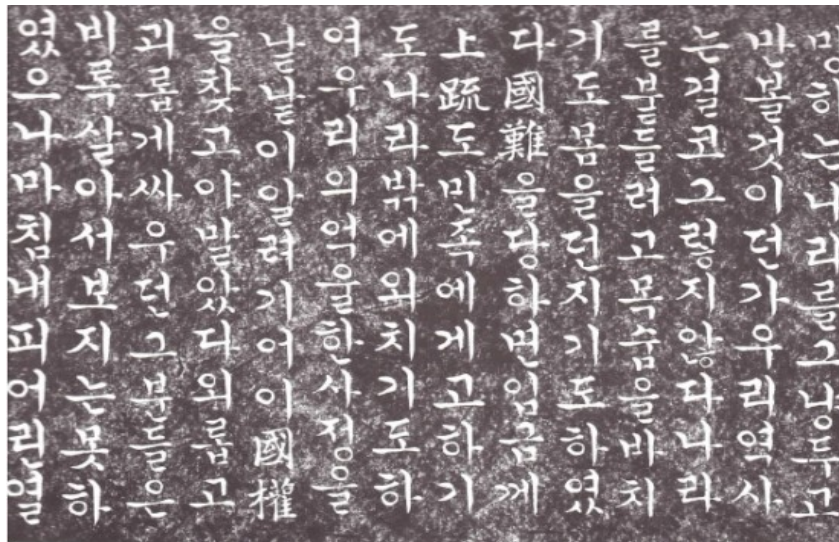 망하는나라를그냥두고
만볼것이던가우리역사
는결코그렇지않다나라
를붙들려고목숨을바치
기도몸을던지기도하였
다國難을당하면임금께
上疏도민족에게고하기
도나라밖에외치기도하
여우리의억울한사정을
낱낱이알려기어이國權
을찾고야말았다외롭고
괴롭게싸우던그분들은
비록살아서보지는못하
였으나마침내피어린열